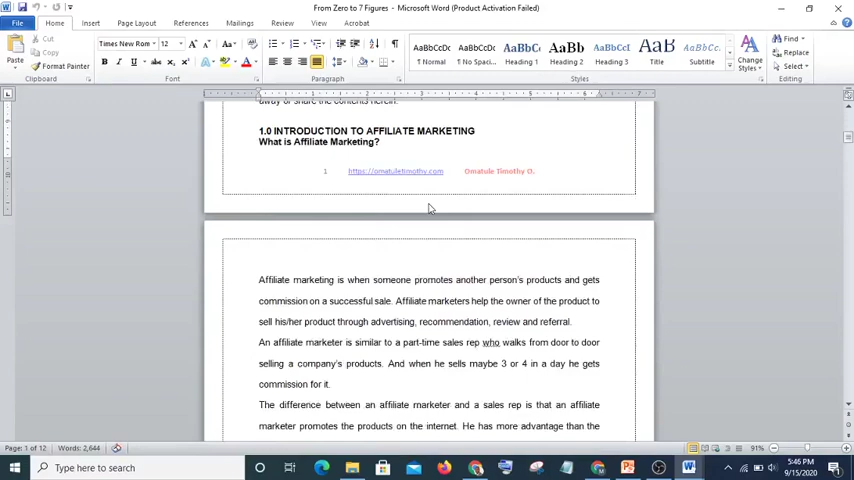 From Zero to 7 Figures - Microsoft Word (Product Activation Failed)
File Home Insert Page Layout References Mailings Review View Acrobat
Cut
Copy
Format Painter
Paste
Clipboard
Times New Rom 12
Font
Paragraph
AaBbCcDc AaBbCcDc AaBbC AaBb AaBbCcI AaB AaBbCc.
¶ Normal ¶ No Spaci... Heading 1 Heading 2 Heading 3 Title Subtitle
Styles
Change Styles
Find
Replace
Select
Editing
away or share the contents herein.
1.0 INTRODUCTION TO AFFILIATE MARKETING
What is Affiliate Marketing?
1 https://omatuletimothy.com Omatule Timothy O.
Affiliate marketing is when someone promotes another person's products and gets
commission on a successful sale. Affiliate marketers help the owner of the product to
sell his/her product through advertising, recommendation, review and referral.
An affiliate marketer is similar to a part-time sales rep who walks from door to door
selling a company's products. And when he sells maybe 3 or 4 in a day he gets
commission for it.
The difference between an affiliate marketer and a sales rep is that an affiliate
marketer promotes the products on the internet. He has more advantage than the
Page: 1 of 12 Words: 2,644 91%
Type here to search
5:46 PM
9/15/2020